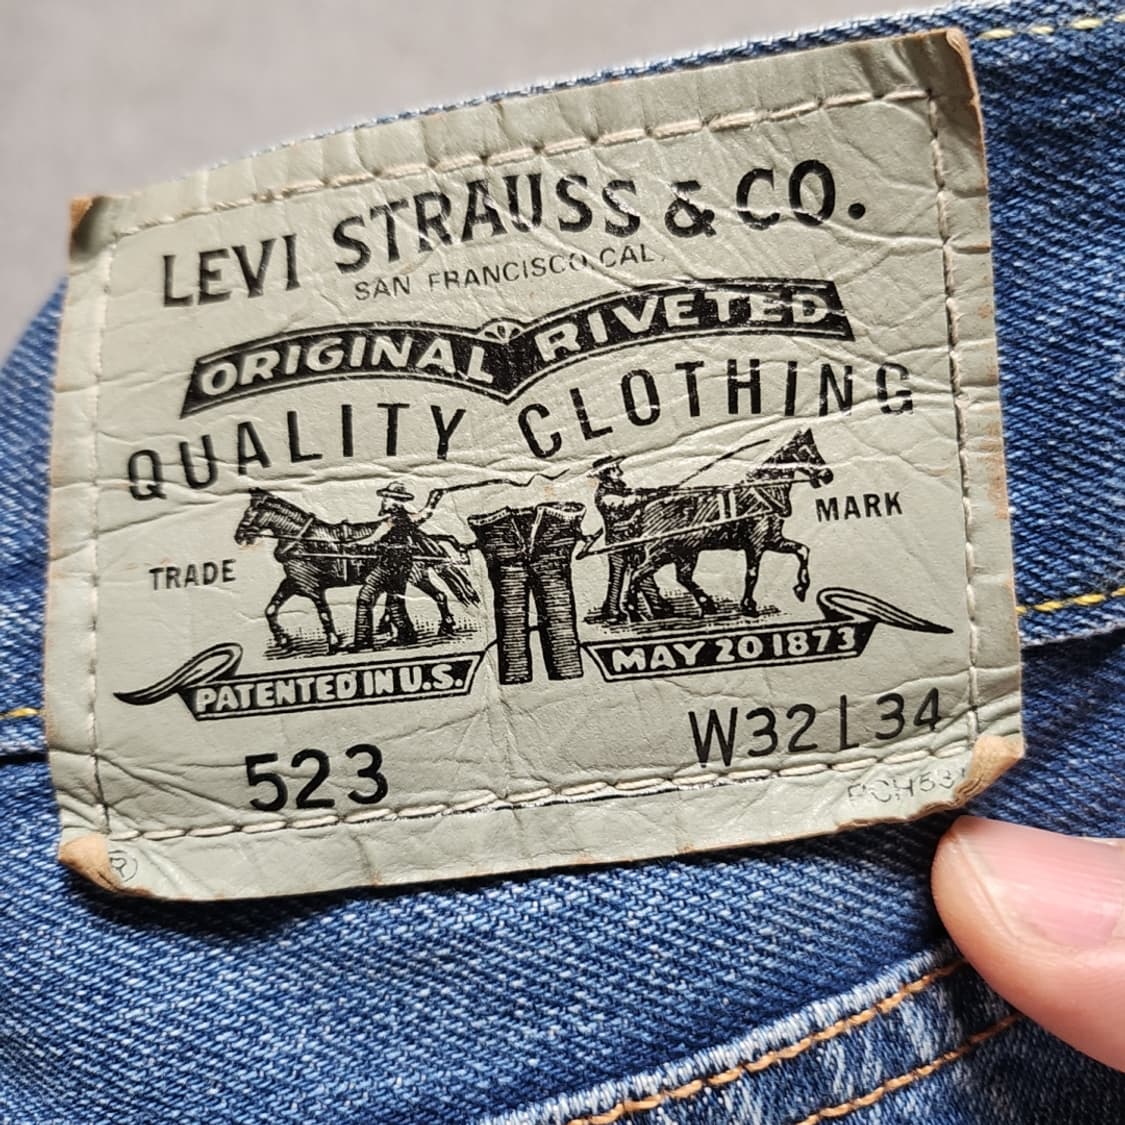 LEVI STRAUSS & CO.
SAN FRANCISCO, CAL.
ORIGINAL RIVETED
QUALITY CLOTHING
TRADE MARK
PATENTED IN U.S. MAY 20 1873
523 W32 L34
®